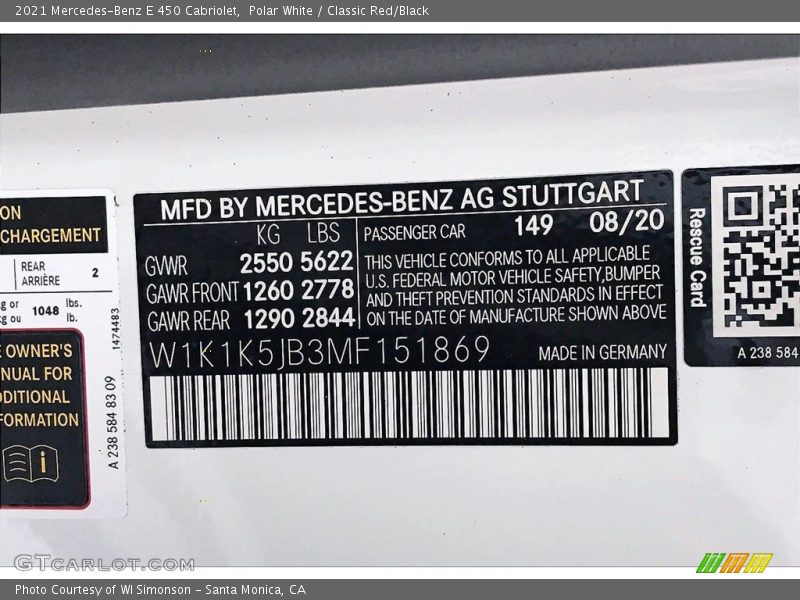 2021 Mercedes-Benz E 450 Cabriolet,  Polar White / Classic Red/Black
ON
CHARGEMENT
REAR
ARRIÈRE
2
kg or
kg ou
1048
lbs.
lb.
1474483
OWNER'S
FOR
A 238 584 83 09
MFD BY MERCEDES-BENZ AG STUTTGART
KG LBS
PASSENGER CAR 149 08/20
GVWR 2550 5622
GAWR FRONT 1260 2778
GAWR REAR 1290 2844
THIS VEHICLE CONFORMS TO ALL APPLICABLE
U.S. FEDERAL MOTOR VEHICLE SAFETY,BUMPER
AND THEFT PREVENTION STANDARDS IN EFFECT
ON THE DATE OF MANUFACTURE SHOWN ABOVE
W1K1K5JB3MF151869
MADE IN GERMANY
Rescue Card
A 238 584
GTCARLOT.COM
Photo Courtesy of WI Simonson - Santa Monica, CA